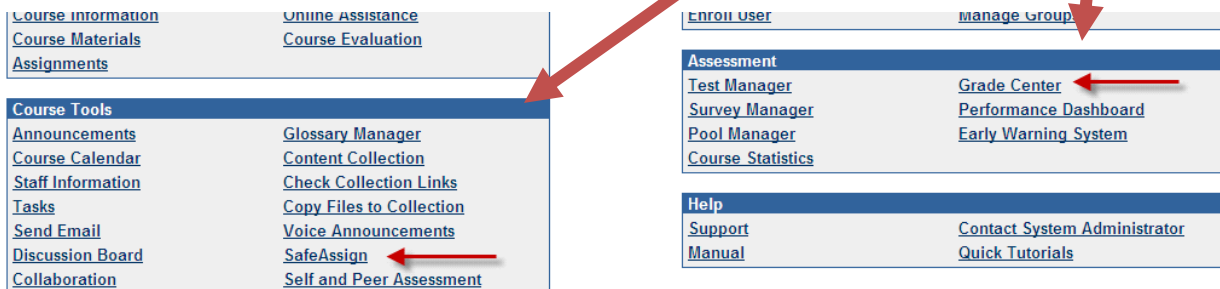 Course Information
Online Assistance
Course Materials
Course Evaluation
Assignments
Course Tools
Announcements
Glossary Manager
Course Calendar
Content Collection
Staff Information
Check Collection Links
Tasks
Copy Files to Collection
Send Email
Voice Announcements
Discussion Board
SafeAssign
Collaboration
Self and Peer Assessment
Enroll User
Manage Groups
Assessment
Test Manager
Grade Center
Survey Manager
Performance Dashboard
Pool Manager
Early Warning System
Course Statistics
Help
Support
Contact System Administrator
Manual
Quick Tutorials